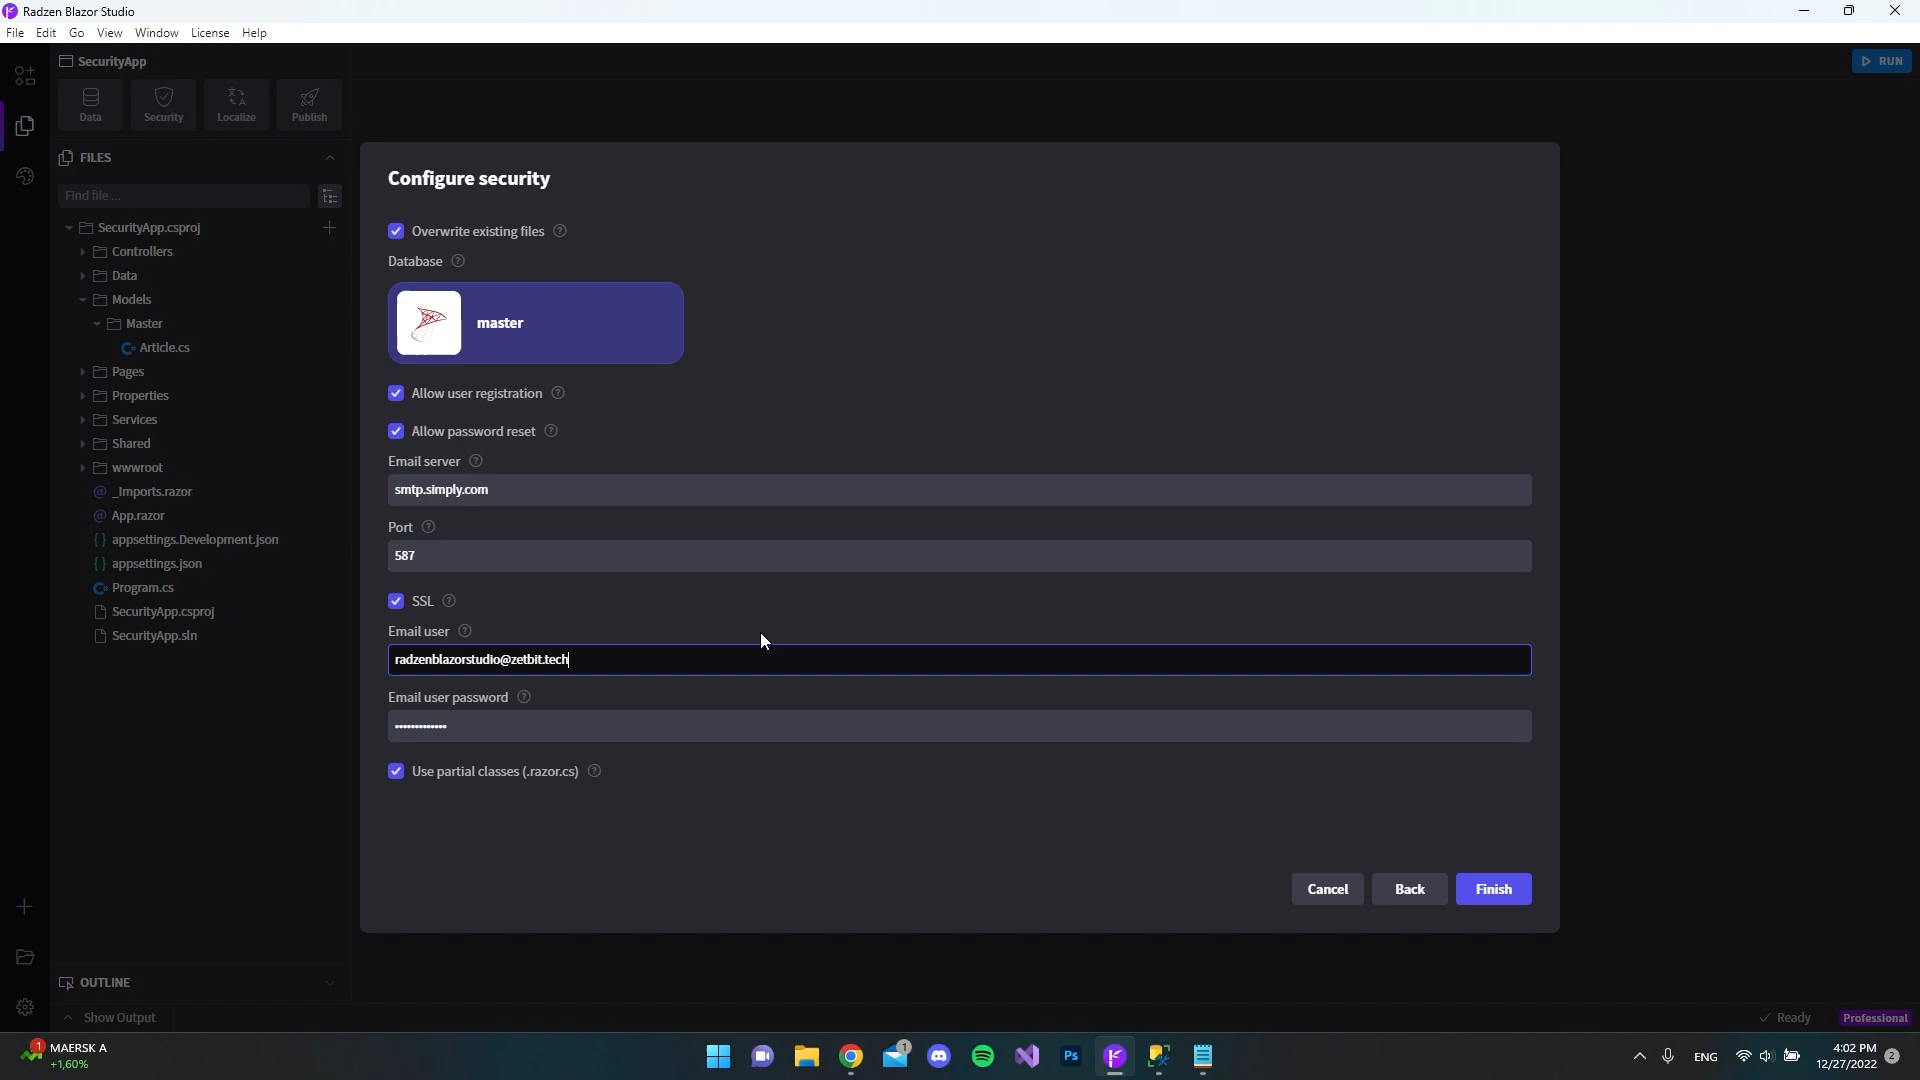 Radzen Blazor Studio
File Edit Go View Window License Help
SecurityApp
RUN
Data Security Localize Publish
FILES
Find file ...
SecurityApp.csproj
Controllers
Data
Models
Master
Article.cs
Pages
Properties
Services
Shared
wwwroot
_Imports.razor
App.razor
appsettings.Development.json
appsettings.json
Program.cs
SecurityApp.csproj
SecurityApp.sln
OUTLINE
Show Output
Configure security
Overwrite existing files
Database
master
Allow user registration
Allow password reset
Email server
smtp.simply.com
Port
587
SSL
Email user
radzenblazorstudio@zetbit.tech
Email user password
•••••••••••••
Use partial classes (.razor.cs)
Cancel Back Finish
Ready Professional
1 MAERSK A
+1,60%
1
Ps
ENG
4:02 PM
12/27/2022
2